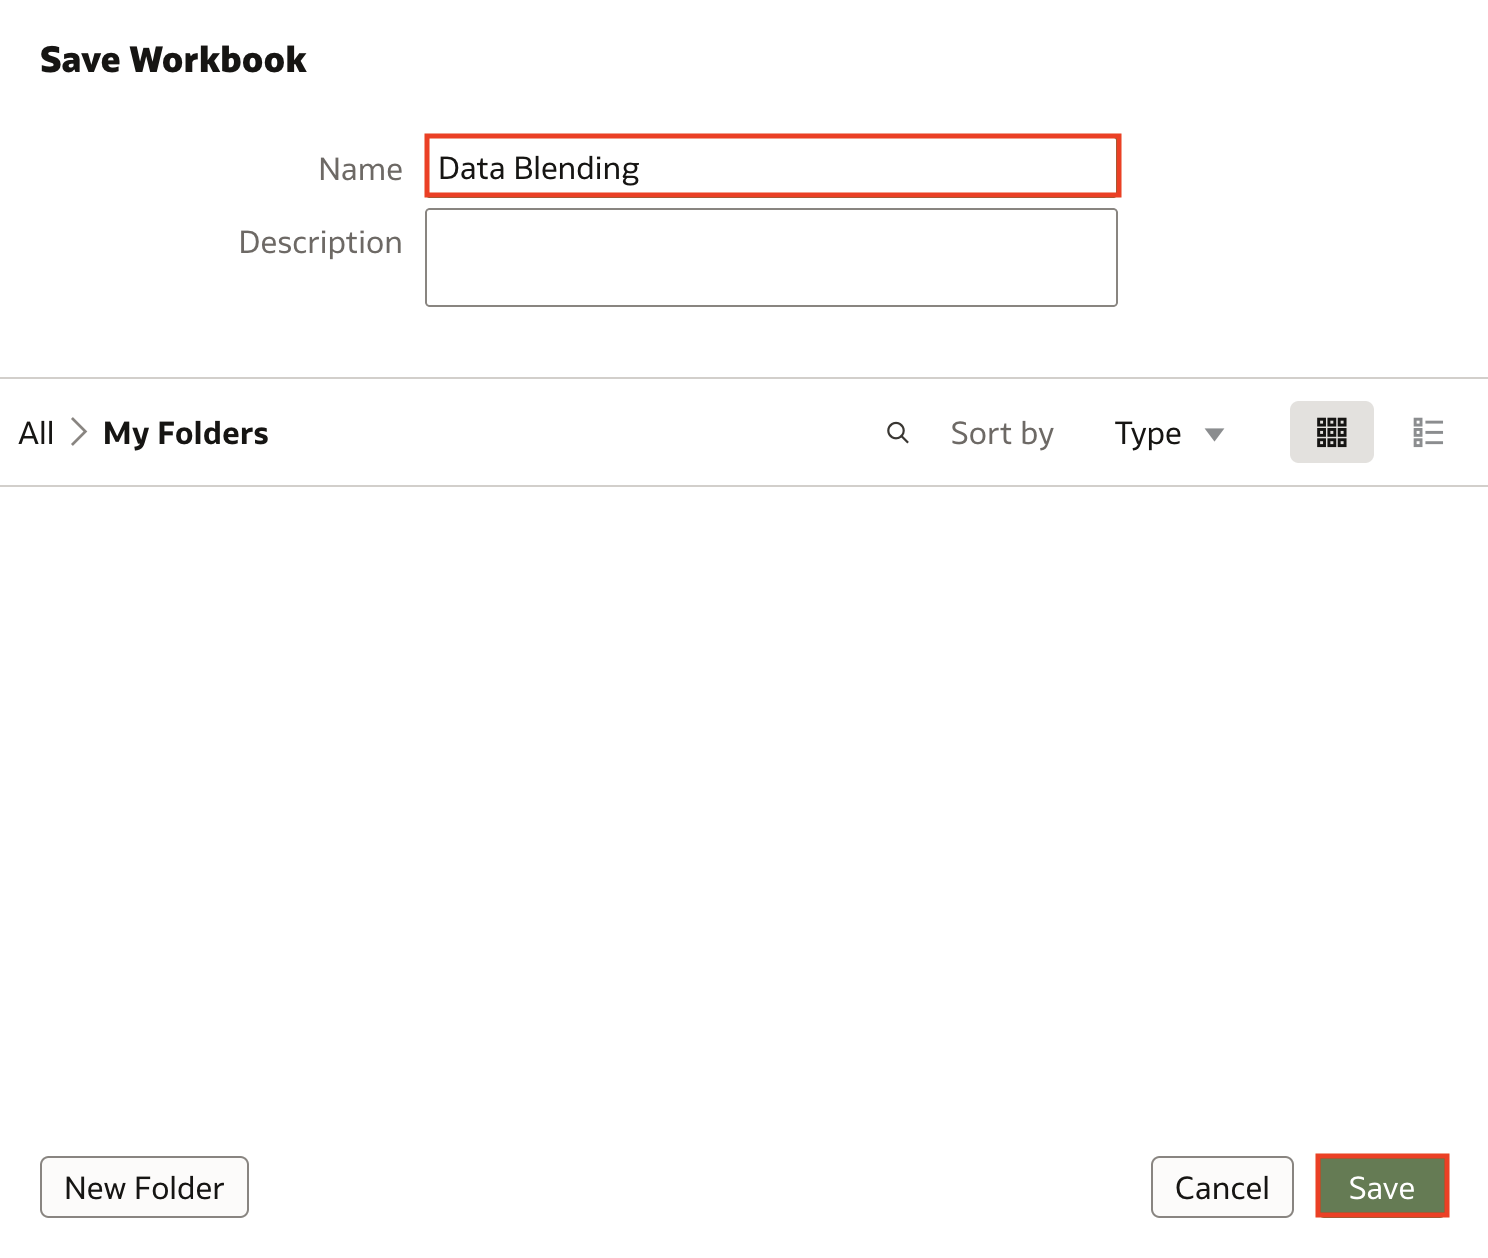 Save Workbook
Name Data Blending
Description
All My Folders Sort by Type
New Folder Cancel Save